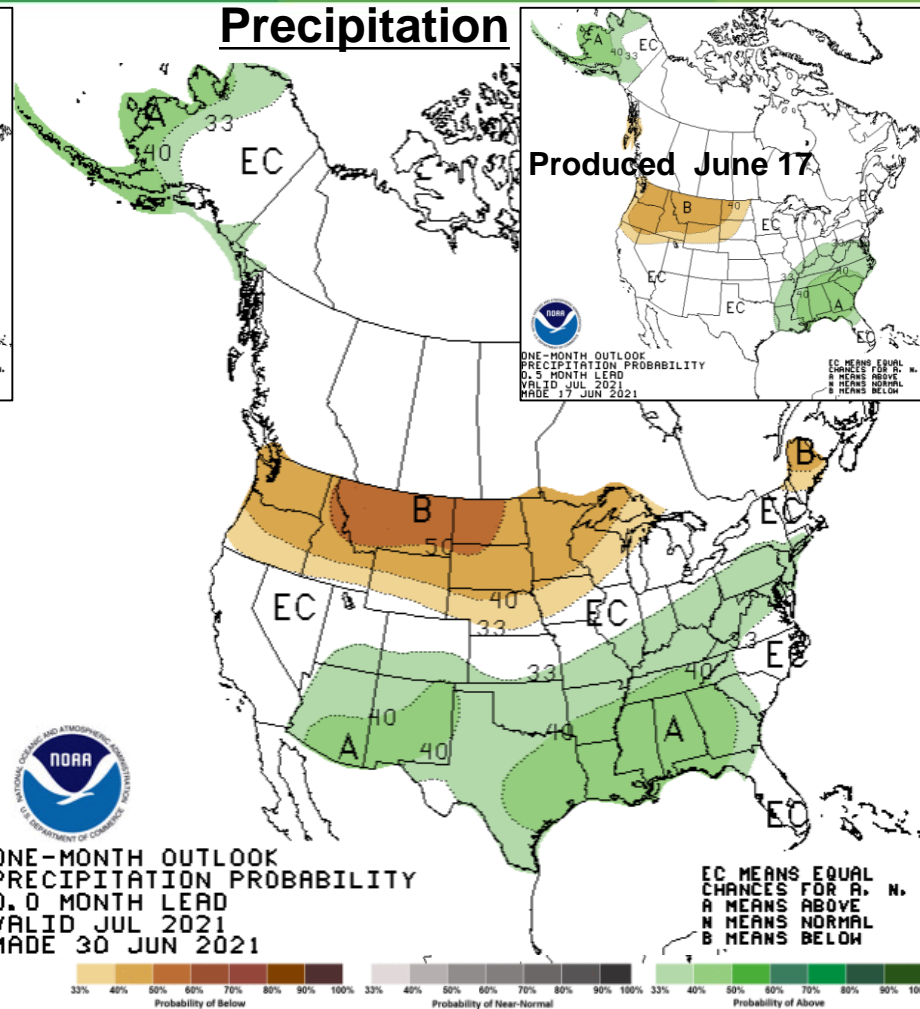 Precipitation
A
40
33
EC
B
50
40
33
EC
EC
33
40
A
40
40
40
A
33
EC
EC
B
EC
NATIONAL OCEANIC AND ATMOSPHERIC ADMINISTRATION
NOAA
U.S. DEPARTMENT OF COMMERCE
ONE-MONTH OUTLOOK
PRECIPITATION PROBABILITY
0.0 MONTH LEAD
VALID JUL 2021
MADE 30 JUN 2021
EC MEANS EQUAL
CHANCES FOR A, N,
A MEANS ABOVE
N MEANS NORMAL
B MEANS BELOW
A
40
33
EC
Produced June 17
B
40
EC
EC
EC
33
40
33
40
A
EC
EC
NOAA
ONE-MONTH OUTLOOK
PRECIPITATION PROBABILITY
0.5 MONTH LEAD
VALID JUL 2021
MADE 17 JUN 2021
EC MEANS EQUAL
CHANCES FOR A, N,
A MEANS ABOVE
N MEANS NORMAL
B MEANS BELOW
33% 40% 50% 60% 70% 80% 90% 100%
Probability of Below
33% 40% 50% 60% 70% 80% 90% 100%
Probability of Near-Normal
33% 40% 50% 60% 70% 80% 90%
Probability of Above